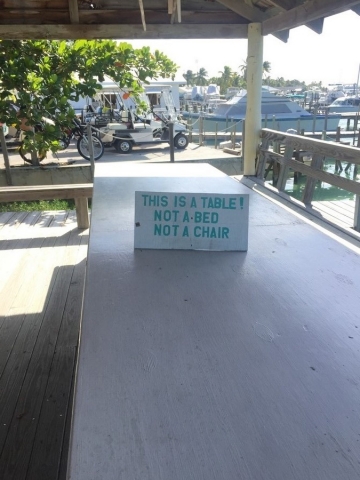 THIS IS A TABLE!
NOT A-BED
NOT A CHAIR